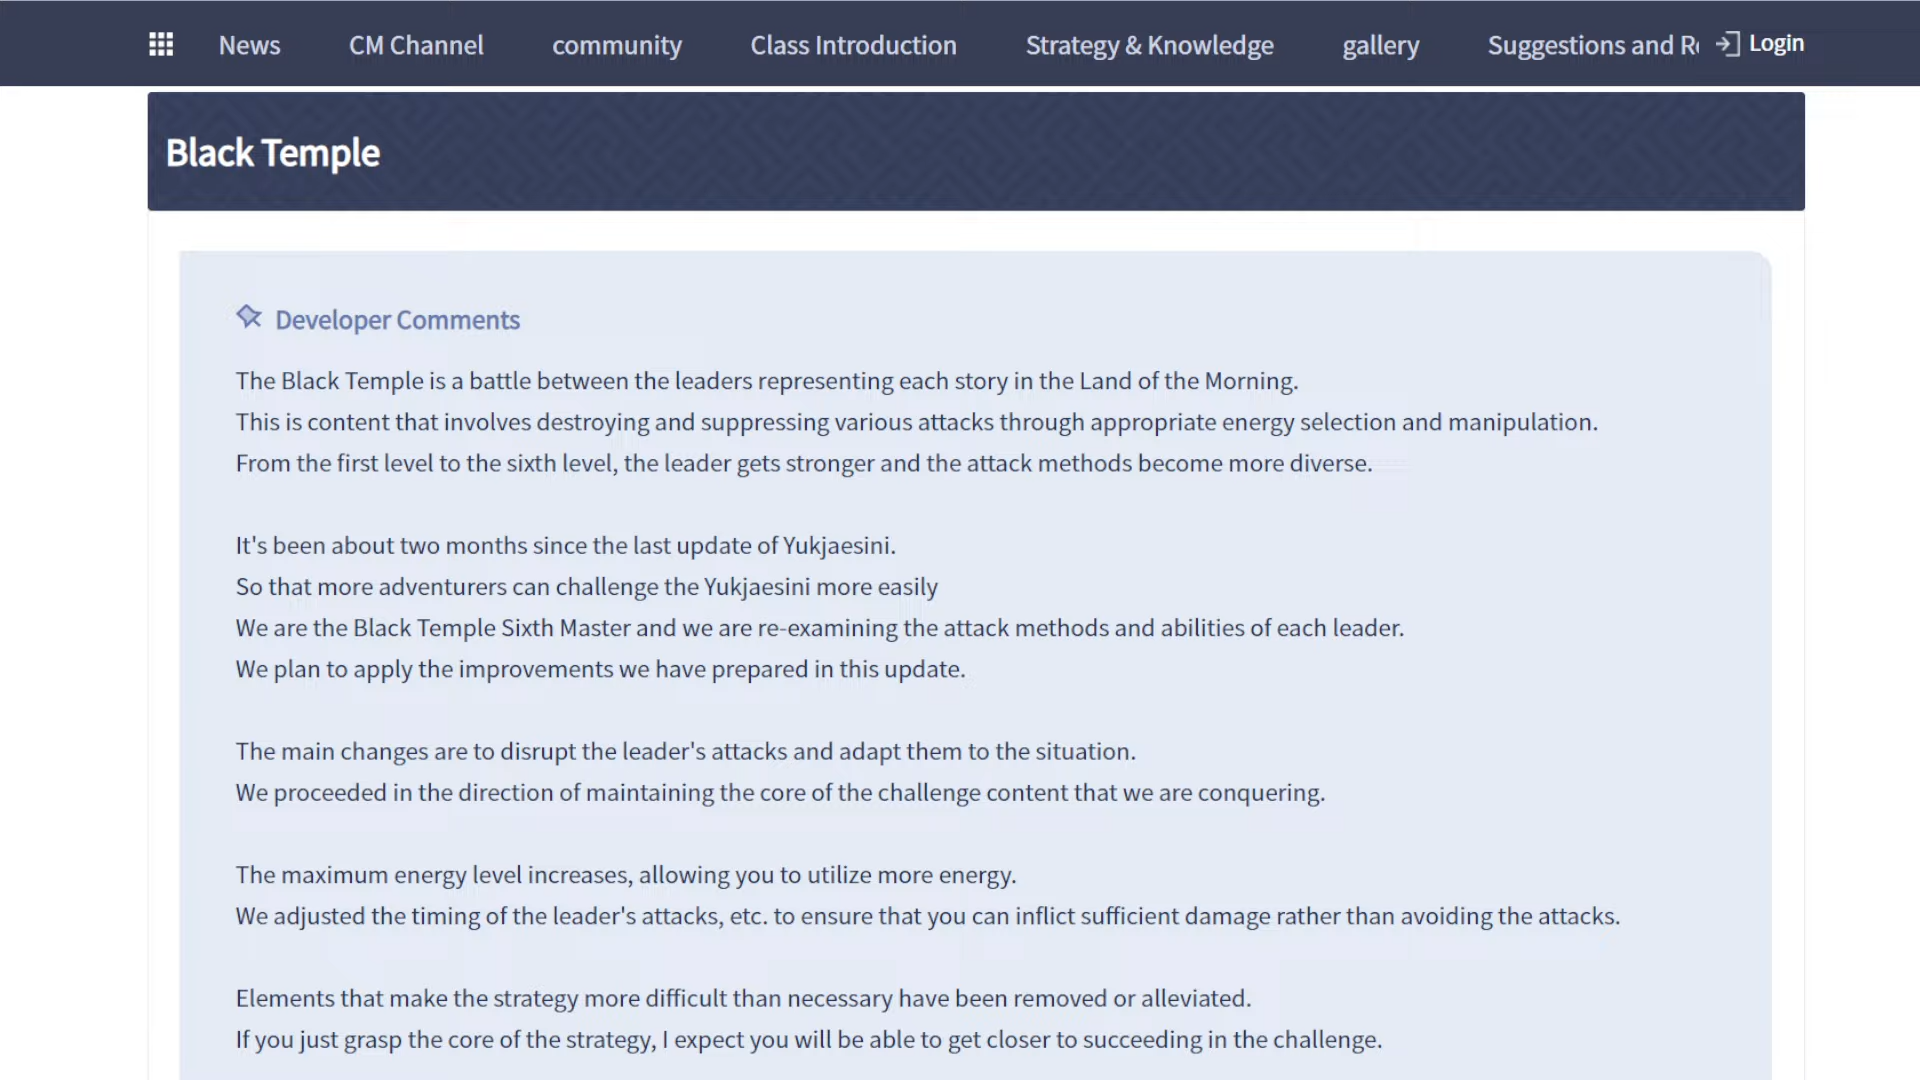 News
CM Channel
community
Class Introduction
Strategy & Knowledge
gallery
Suggestions and Re
Login
Black Temple
Developer Comments
The Black Temple is a battle between the leaders representing each story in the Land of the Morning.
This is content that involves destroying and suppressing various attacks through appropriate energy selection and manipulation.
From the first level to the sixth level, the leader gets stronger and the attack methods become more diverse.
It's been about two months since the last update of Yukjaesini.
So that more adventurers can challenge the Yukjaesini more easily
We are the Black Temple Sixth Master and we are re-examining the attack methods and abilities of each leader.
We plan to apply the improvements we have prepared in this update.
The main changes are to disrupt the leader's attacks and adapt them to the situation.
We proceeded in the direction of maintaining the core of the challenge content that we are conquering.
The maximum energy level increases, allowing you to utilize more energy.
We adjusted the timing of the leader's attacks, etc. to ensure that you can inflict sufficient damage rather than avoiding the attacks.
Elements that make the strategy more difficult than necessary have been removed or alleviated.
If you just grasp the core of the strategy, I expect you will be able to get closer to succeeding in the challenge.